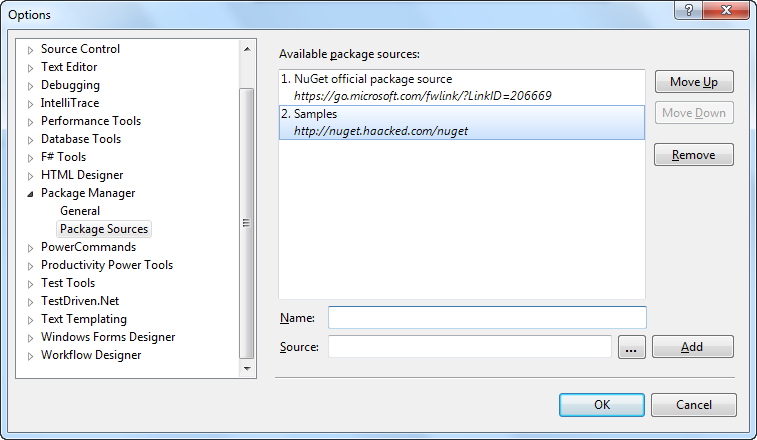 Options
Source Control
Text Editor
Debugging
IntelliTrace
Performance Tools
Database Tools
F# Tools
HTML Designer
Package Manager
General
Package Sources
PowerCommands
Productivity Power Tools
Test Tools
TestDriven.Net
Text Templating
Windows Forms Designer
Workflow Designer
Available package sources:
1. NuGet official package source
https://go.microsoft.com/fwlink/?LinkID=206669
2. Samples
http://nuget.haacked.com/nuget
Move Up
Move Down
Remove
Name:
Source:
...
Add
OK
Cancel